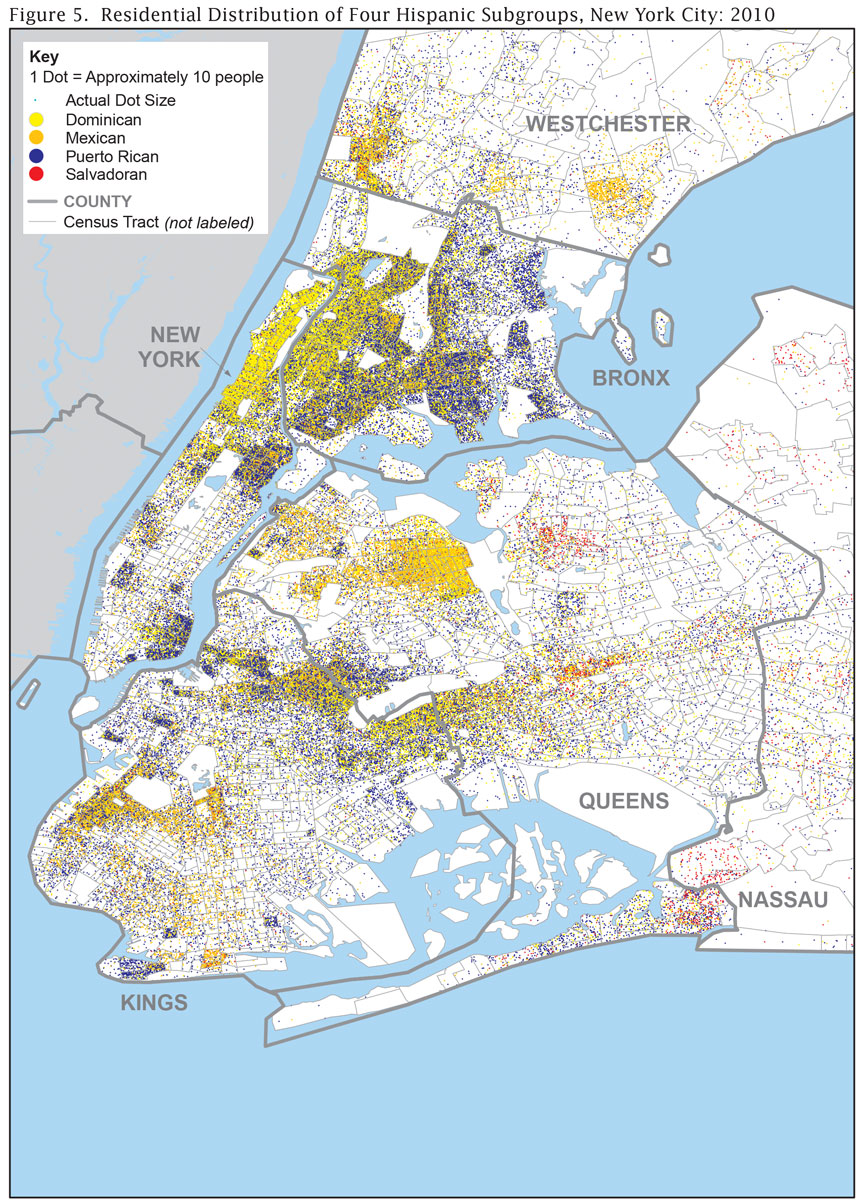 Figure 5.  Residential Distribution of Four Hispanic Subgroups, New York City: 2010
Key
1 Dot = Approximately 10 people
Actual Dot Size
Dominican
Mexican
Puerto Rican
Salvadoran
COUNTY
Census Tract (not labeled)
WESTCHESTER
NEW
YORK
BRONX
QUEENS
NASSAU
KINGS